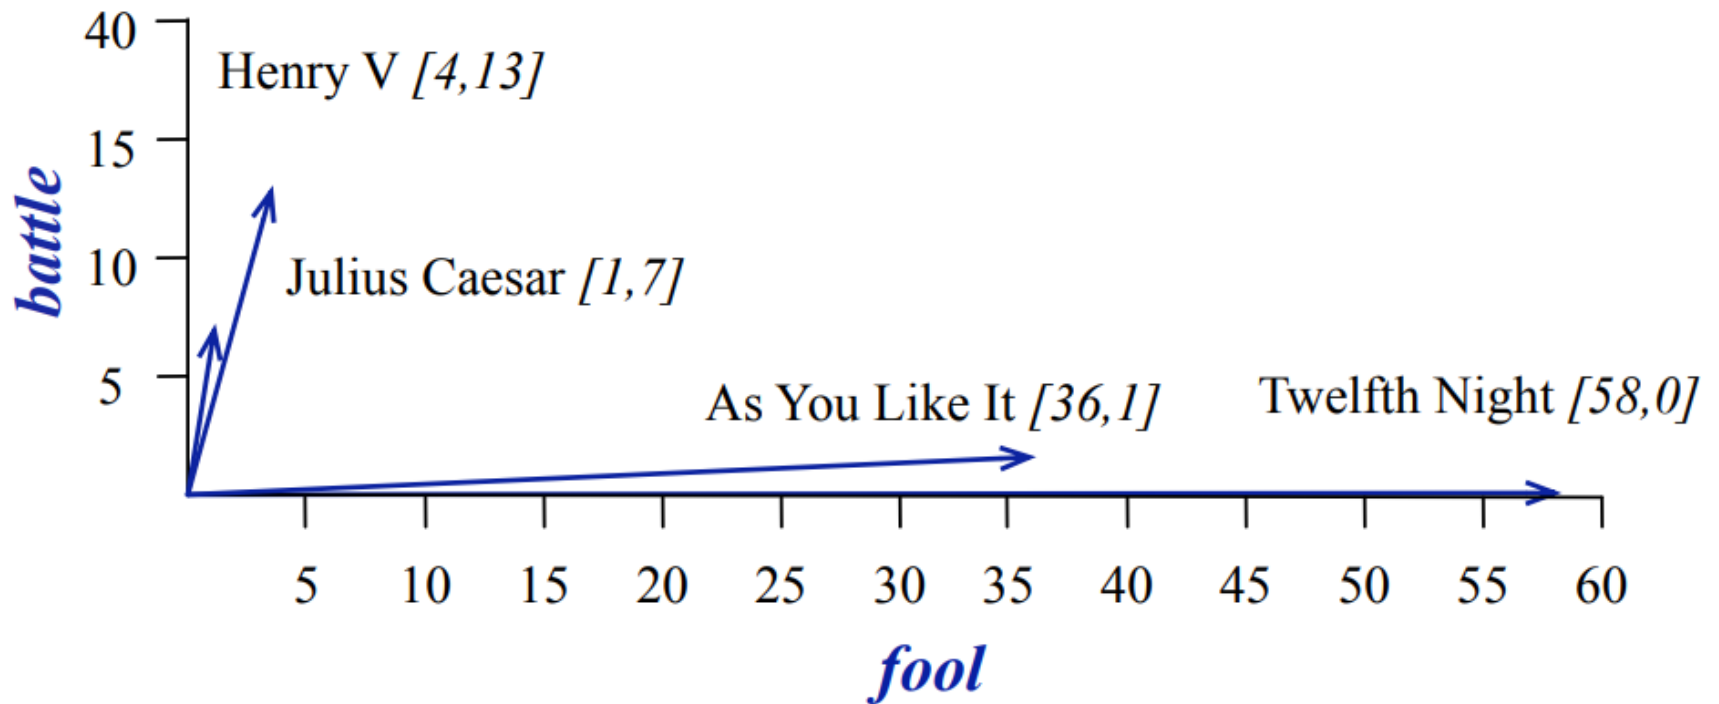 40
Henry V [4,13]
15
battle
10
Julius Caesar [1,7]
5
As You Like It [36,1]
Twelfth Night [58,0]
5 10 15 20 25 30 35 40 45 50 55 60
fool